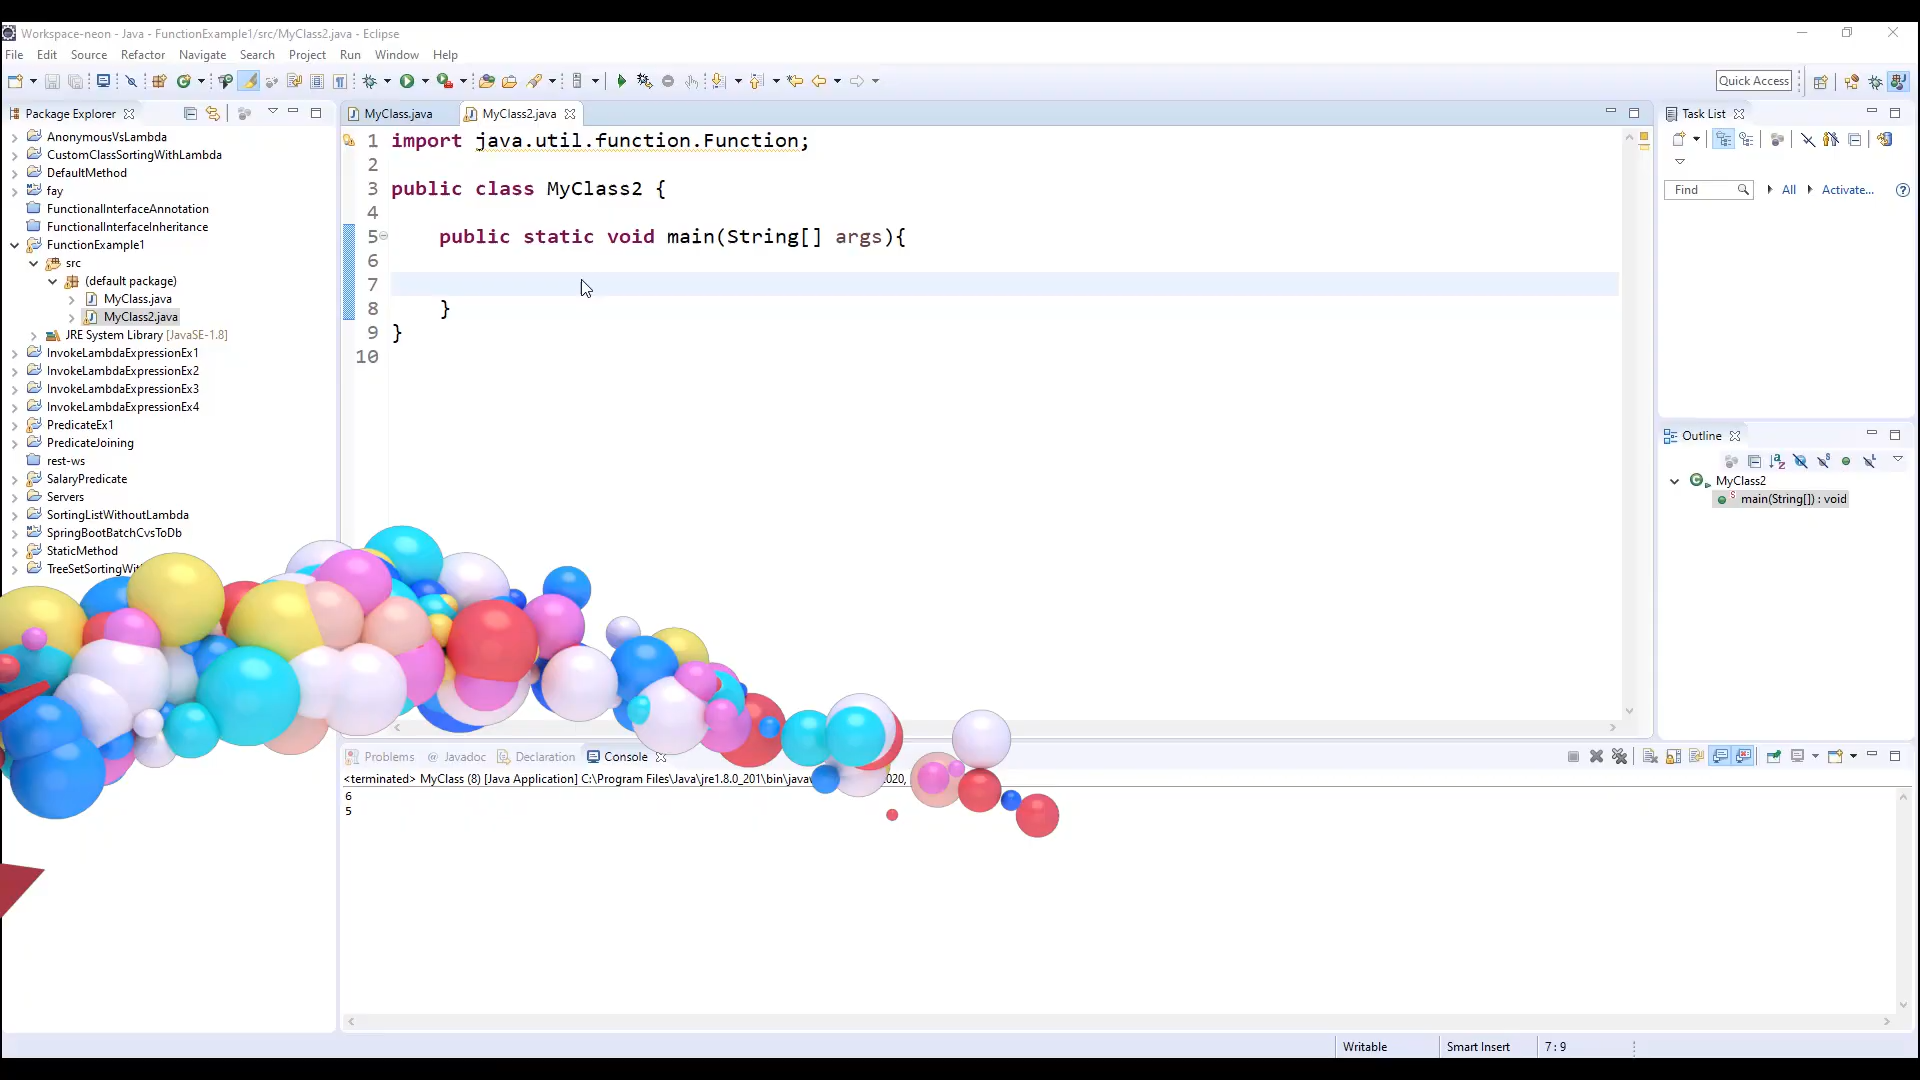 Workspace-neon - Java - FunctionExample1/src/MyClass2.java - Eclipse
File Edit Source Refactor Navigate Search Project Run Window Help
Quick Access
Package Explorer
AnonymousVsLambda
CustomClassSortingWithLambda
DefaultMethod
fay
FunctionalInterfaceAnnotation
FunctionalInterfaceInheritance
FunctionExample1
src
(default package)
MyClass.java
MyClass2.java
JRE System Library [JavaSE-1.8]
InvokeLambdaExpressionEx1
InvokeLambdaExpressionEx2
InvokeLambdaExpressionEx3
InvokeLambdaExpressionEx4
PredicateEx1
PredicateJoining
rest-ws
SalaryPredicate
Servers
SortingListWithoutLambda
SpringBootBatchCvsToDb
StaticMethod
MyClass.java MyClass2.java
1 import java.util.function.Function;
2
3 public class MyClass2 {
4
5 public static void main(String[] args){
6
7
8 }
9 }
10
Task List
Find All Activate...
Outline
MyClass2
main(String[]) : void
Problems @ Javadoc Declaration Console
<terminated> MyClass (8) [Java Application] C:\Program Files\Java\jre1.8.0_201\bin\javaw 2020,
6
5
Writable Smart Insert 7 : 9